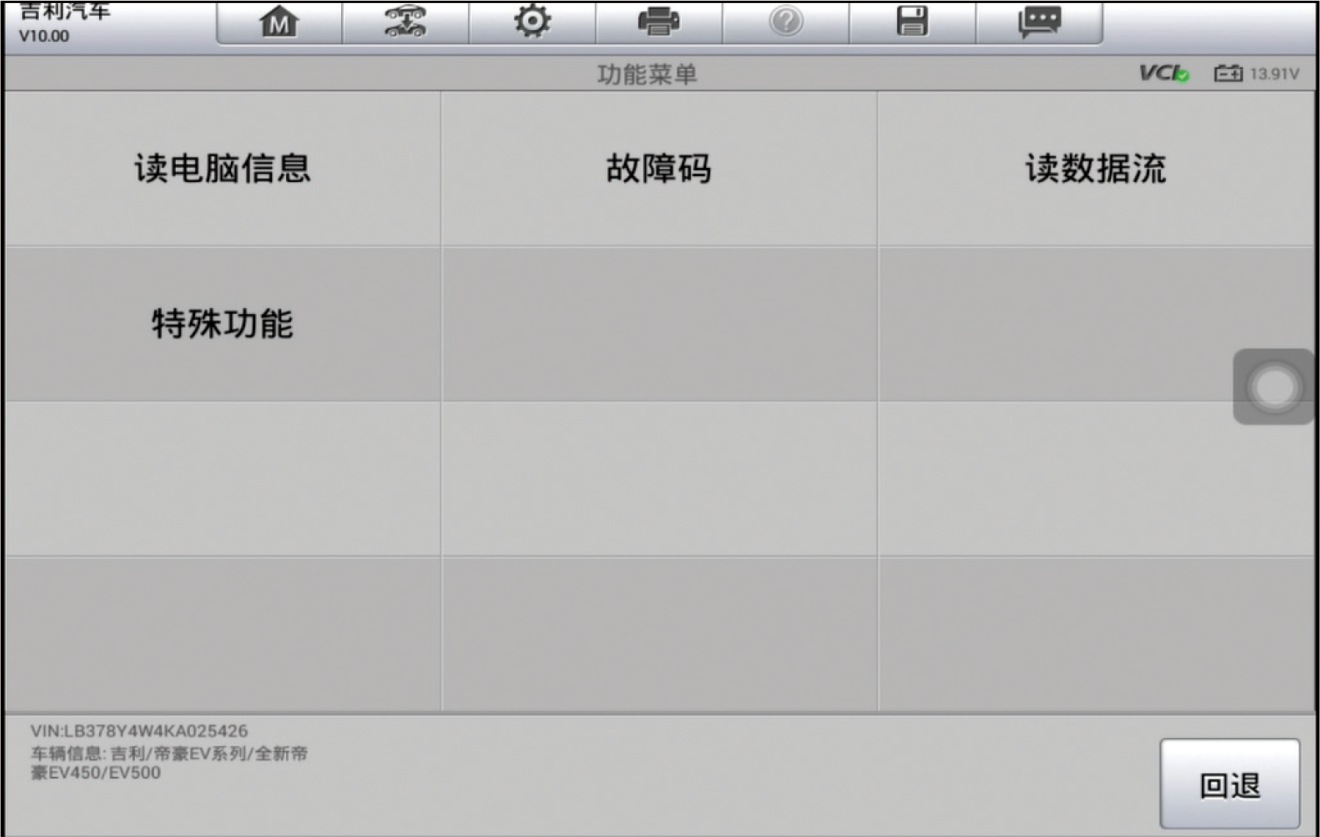 吉利汽车
V10.00
M
功能菜单
VCI
13.91V
读电脑信息
故障码
读数据流
特殊功能
VIN:LB378Y4W4KA025426
车辆信息:吉利/帝豪EV系列/全新帝
豪EV450/EV500
回退